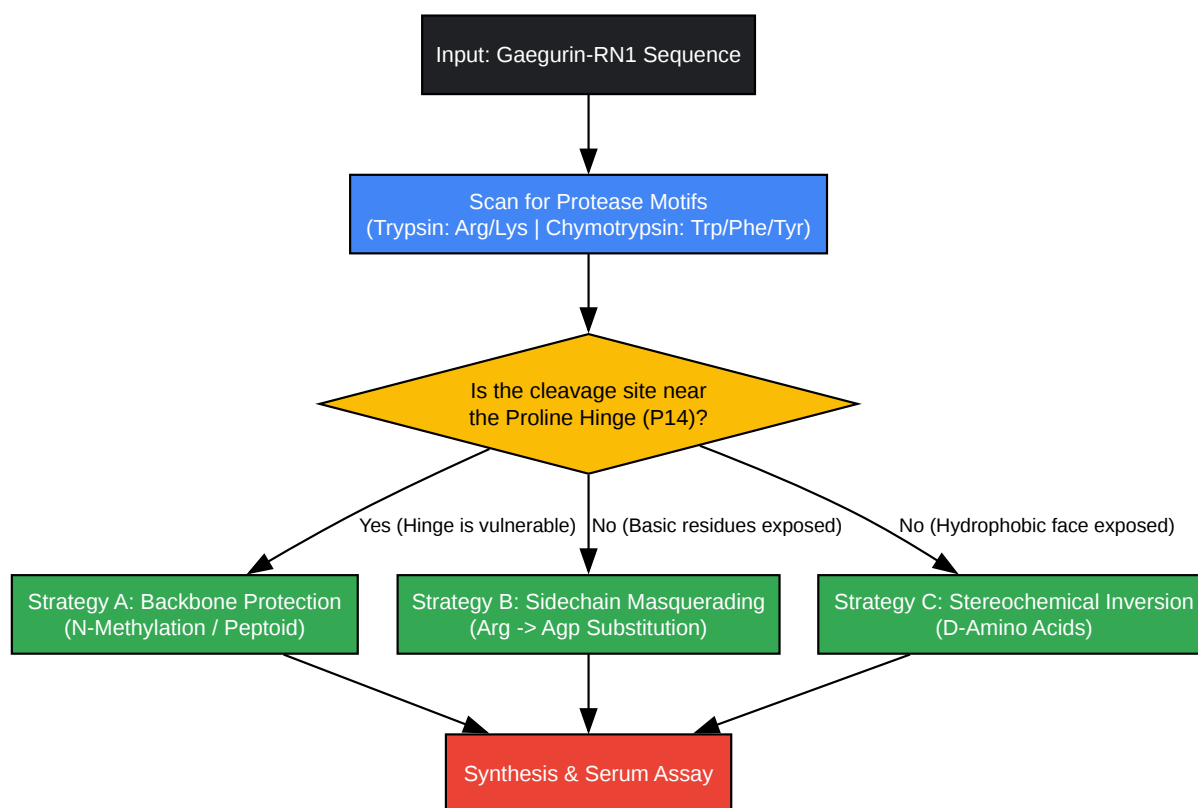 Input: Gaegurin-RN1 Sequence
Scan for Protease Motifs
(Trypsin: Arg/Lys | Chymotrypsin: Trp/Phe/Tyr)
Is the cleavage site near
the Proline Hinge (P14)?
Yes (Hinge is vulnerable)
No (Basic residues exposed)
No (Hydrophobic face exposed)
Strategy A: Backbone Protection
(N-Methylation / Peptoid)
Strategy B: Sidechain Masquerading
(Arg -> Agp Substitution)
Strategy C: Stereochemical Inversion
(D-Amino Acids)
Synthesis & Serum Assay